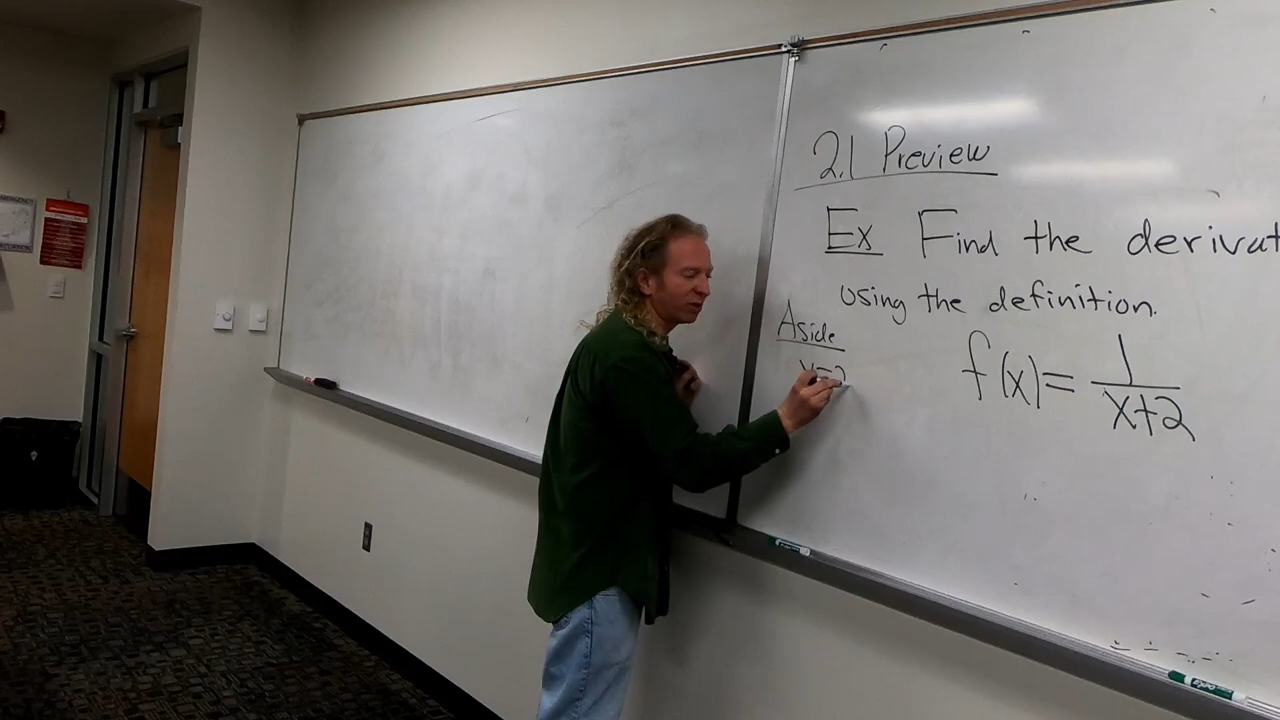 2.1 Preview
Ex Find the derivat
using the definition.
Aside
f(x)= 1/(x+2)